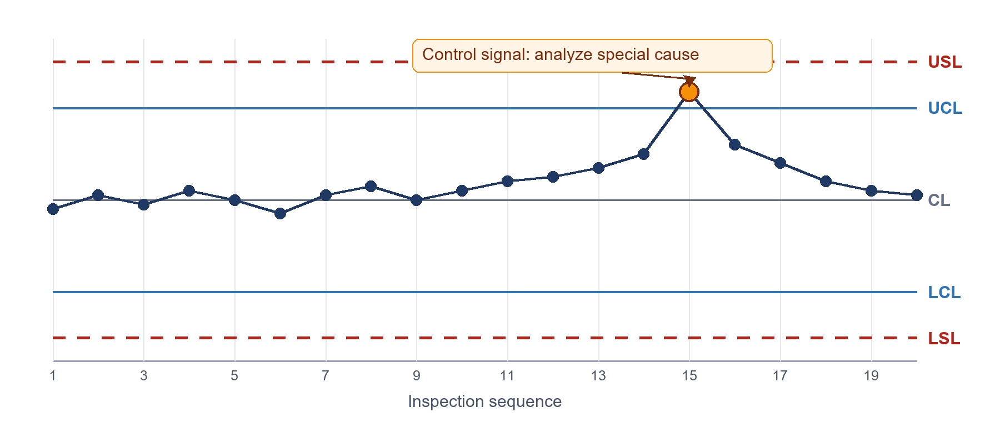 Control signal: analyze special cause
USL
UCL
CL
LCL
LSL
1 3 5 7 9 11 13 15 17 19
Inspection sequence